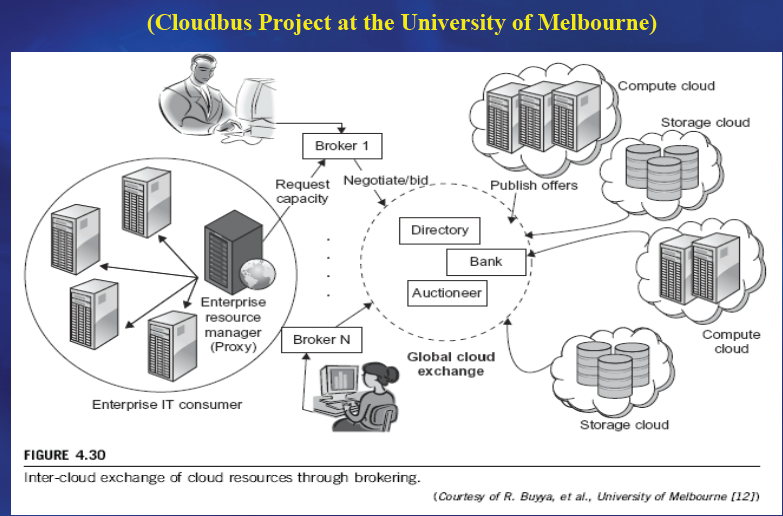 (Cloudbus Project at the University of Melbourne)
Compute cloud
Storage cloud
Broker 1
Request
capacity
Negotiate/bid
Publish offers
Directory
Bank
Auctioneer
Enterprise
resource
manager
(Proxy)
Broker N
Global cloud
exchange
Compute
cloud
Enterprise IT consumer
Storage cloud
FIGURE 4.30
Inter-cloud exchange of cloud resources through brokering.
(Courtesy of R. Buyya, et al., University of Melbourne [12])